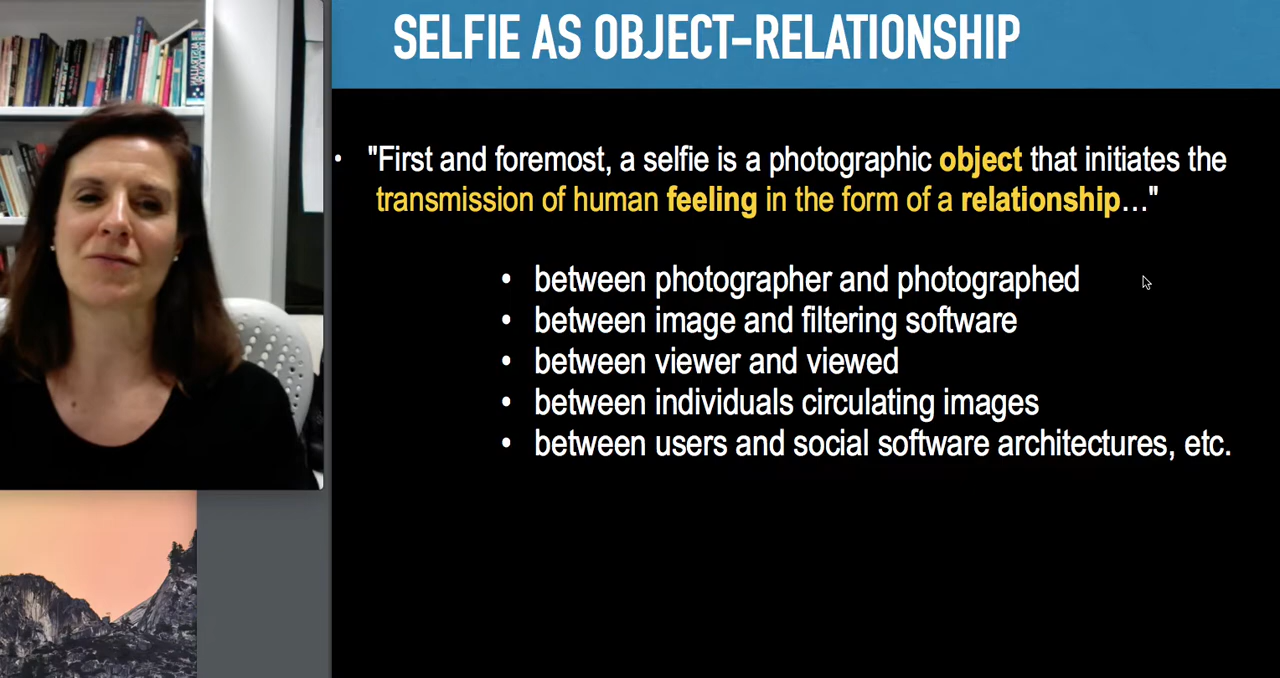 SELFIE AS OBJECT-RELATIONSHIP
• "First and foremost, a selfie is a photographic object that initiates the
transmission of human feeling in the form of a relationship…"
• between photographer and photographed
• between image and filtering software
• between viewer and viewed
• between individuals circulating images
• between users and social software architectures, etc.